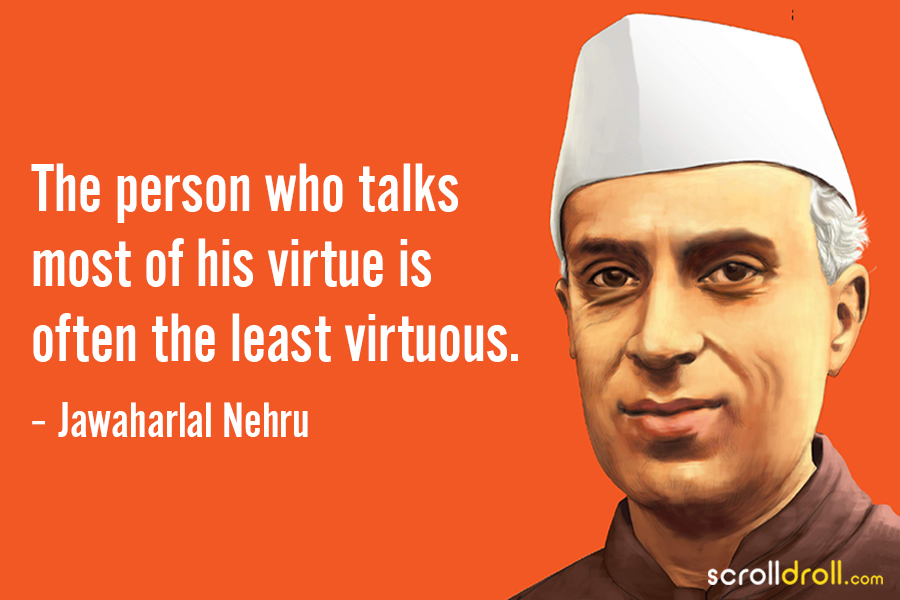 The person who talks
most of his virtue is
often the least virtuous.
– Jawaharlal Nehru
scrolldroll.com